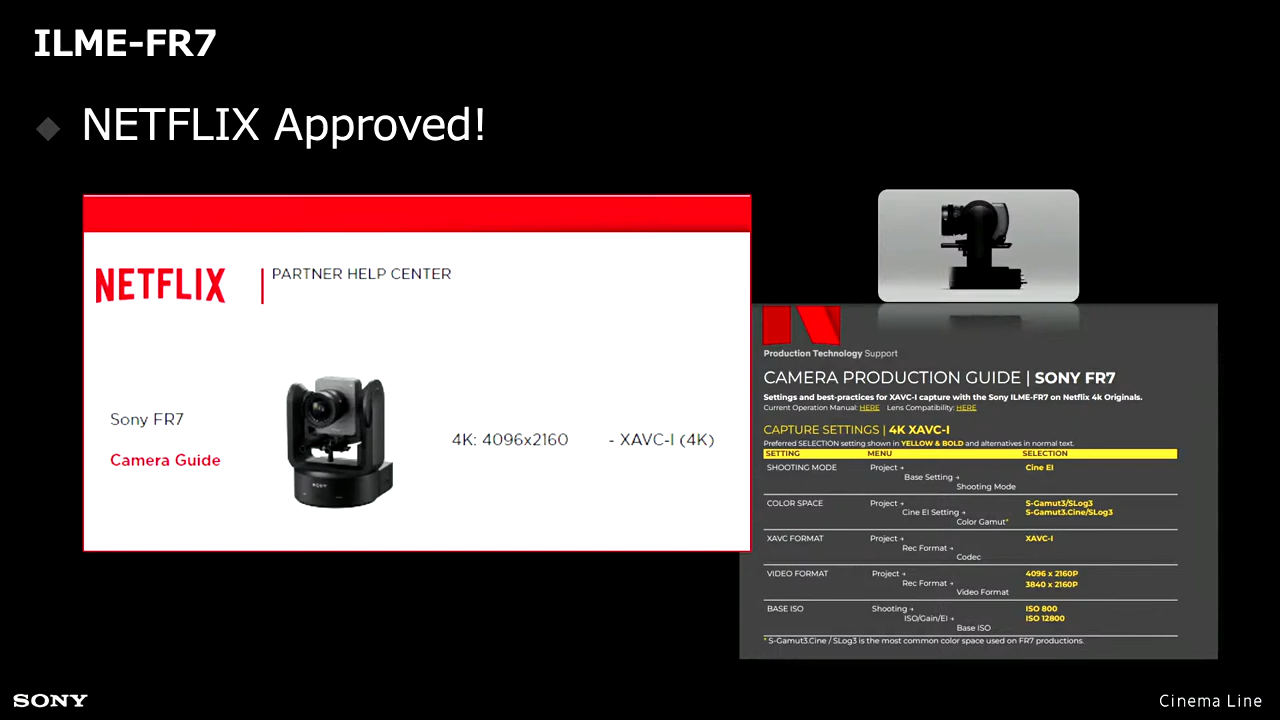 ILME-FR7
NETFLIX Approved!
NETFLIX
PARTNER HELP CENTER
Sony FR7
Camera Guide
SONY
4K: 4096x2160 - XAVC-I (4K)
Production Technology Support
CAMERA PRODUCTION GUIDE | SONY FR7
Settings and best-practices for XAVC-I capture with the Sony ILME-FR7 on Netflix 4k Originals.
Current Operation Manual: HERE Lens Compatibility: HERE
CAPTURE SETTINGS | 4K XAVC-I
Preferred SELECTION setting shown in YELLOW & BOLD and alternatives in normal text.
SETTING MENU SELECTION
SHOOTING MODE Project → Cine EI
Base Setting →
Shooting Mode
COLOR SPACE Project → S-Gamut3/SLog3
Cine EI Setting → S-Gamut3.Cine/SLog3
Color Gamut*
XAVC FORMAT Project → XAVC-I
Rec Format →
Codec
VIDEO FORMAT Project → 4096 x 2160P
Rec Format → 3840 x 2160P
Video Format
BASE ISO Shooting → ISO 800
ISO/Gain/EI → ISO 12800
Base ISO
* S-Gamut3.Cine / SLog3 is the most common color space used on FR7 productions.
SONY
Cinema Line